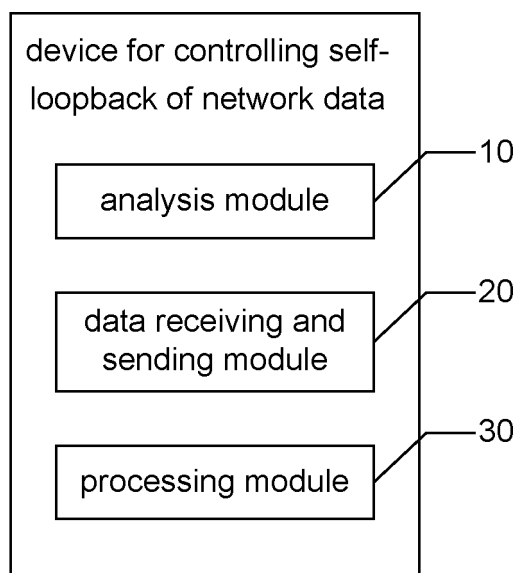 device for controlling self-
loopback of network data
10
analysis module
20
data receiving and
sending module
30
processing module